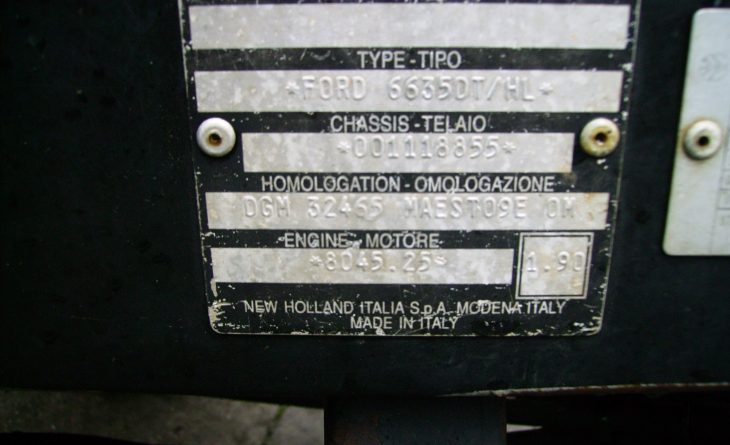 TYPE-TIPO
*FORD 6635DT/HL*
CHASSIS-TELAIO
*001118855*
HOMOLOGATION-OMOLOGAZIONE
DGM 32465 MAESTO9E OM
ENGINE-MOTORE
*8045.25*
1.90
NEW HOLLAND ITALIA S.p.A. MODENA ITALY
MADE IN ITALY